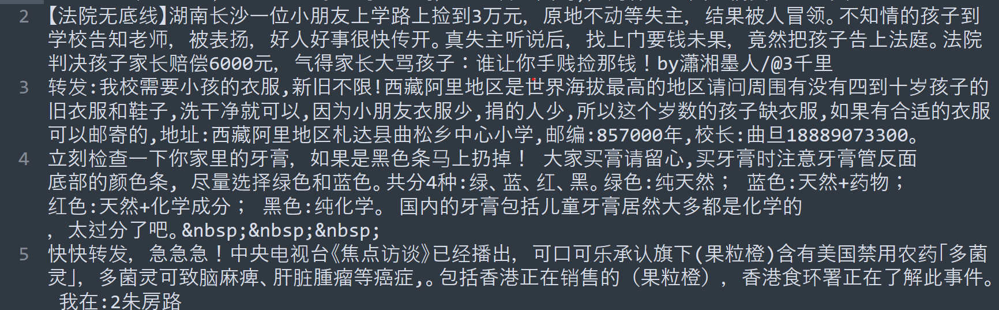 2 【法院无底线】湖南长沙一位小朋友上学路上捡到3万元，原地不动等失主，结果被人冒领。不知情的孩子到
学校告知老师，被表扬，好人好事很快传开。真失主听说后，找上门要钱未果，竟然把孩子告上法庭。法院
判决孩子家长赔偿6000元，气得家长大骂孩子：谁让你手贱捡那钱！by瀟湘墨人/@3千里
3 转发:我校需要小孩的衣服,新旧不限!西藏阿里地区是世界海拔最高的地区请问周围有没有四到十岁孩子的
旧衣服和鞋子,洗干净就可以,因为小朋友衣服少,捐的人少,所以这个岁数的孩子缺衣服,如果有合适的衣服
可以邮寄的,地址:西藏阿里地区札达县曲松乡中心小学,邮编:857000年,校长:曲旦18889073300。
4 立刻检查一下你家里的牙膏，如果是黑色条马上扔掉！ 大家买膏请留心,买牙膏时注意牙膏管反面
底部的颜色条, 尽量选择绿色和蓝色。共分4种:绿、蓝、红、黑。绿色:纯天然； 蓝色:天然+药物；
红色:天然+化学成分； 黑色:纯化学。 国内的牙膏包括儿童牙膏居然大多都是化学的
，太过分了吧。&nbsp;&nbsp;&nbsp;
5 快快转发，急急急！中央电视台《焦点访谈》已经播出，可口可乐承认旗下(果粒橙)含有美国禁用农药「多菌
灵」，多菌灵可致脑麻痺、肝脏腫瘤等癌症,。包括香港正在销售的（果粒橙），香港食环署正在了解此事件。
我在:2朱房路